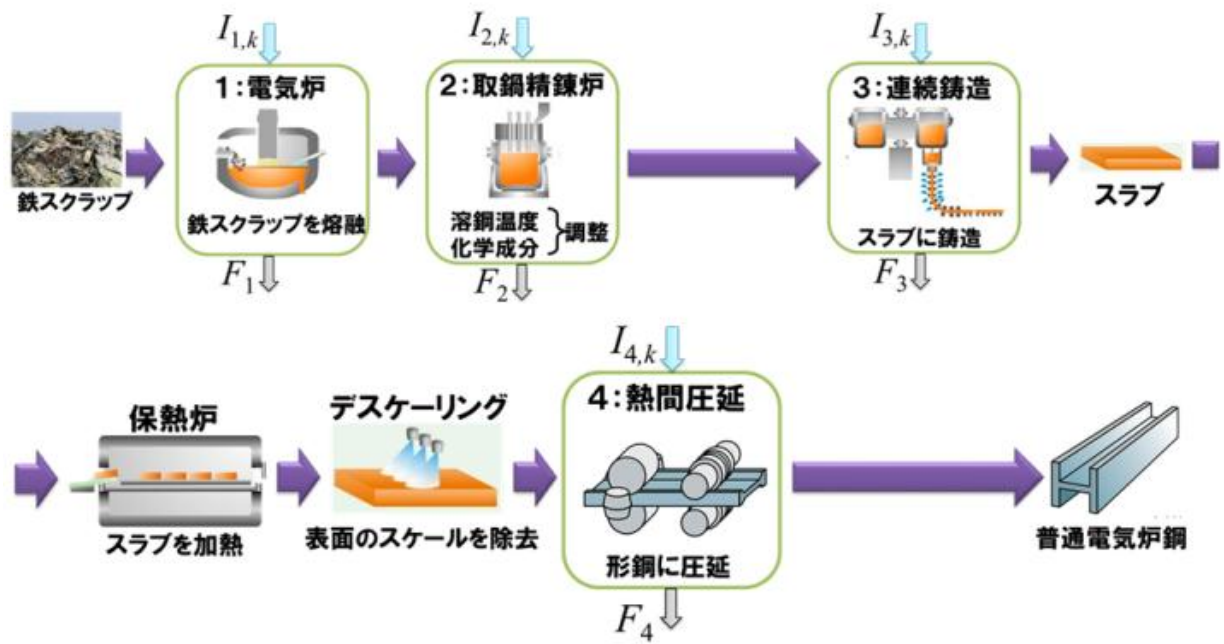 I1,k
I2,k
I3,k
1:電気炉
2:取鍋精錬炉
3:連続鋳造
鉄スクラップ
鉄スクラップを熔融
溶鋼温度
化学成分
調整
スラブに鋳造
スラブ
F1
F2
F3
I4,k
保熱炉
デスケーリング
4:熱間圧延
スラブを加熱
表面のスケールを除去
形鋼に圧延
普通電気炉鋼
F4